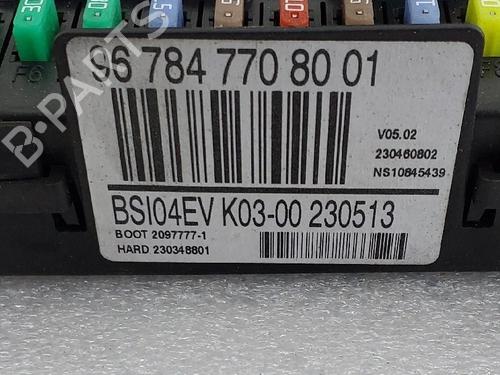 96 784 770 80 01
V05.02
230460802
NS10845439
BSI04EV K03-00 230513
BOOT 2097777-1
HARD 230348801
B-PARTS